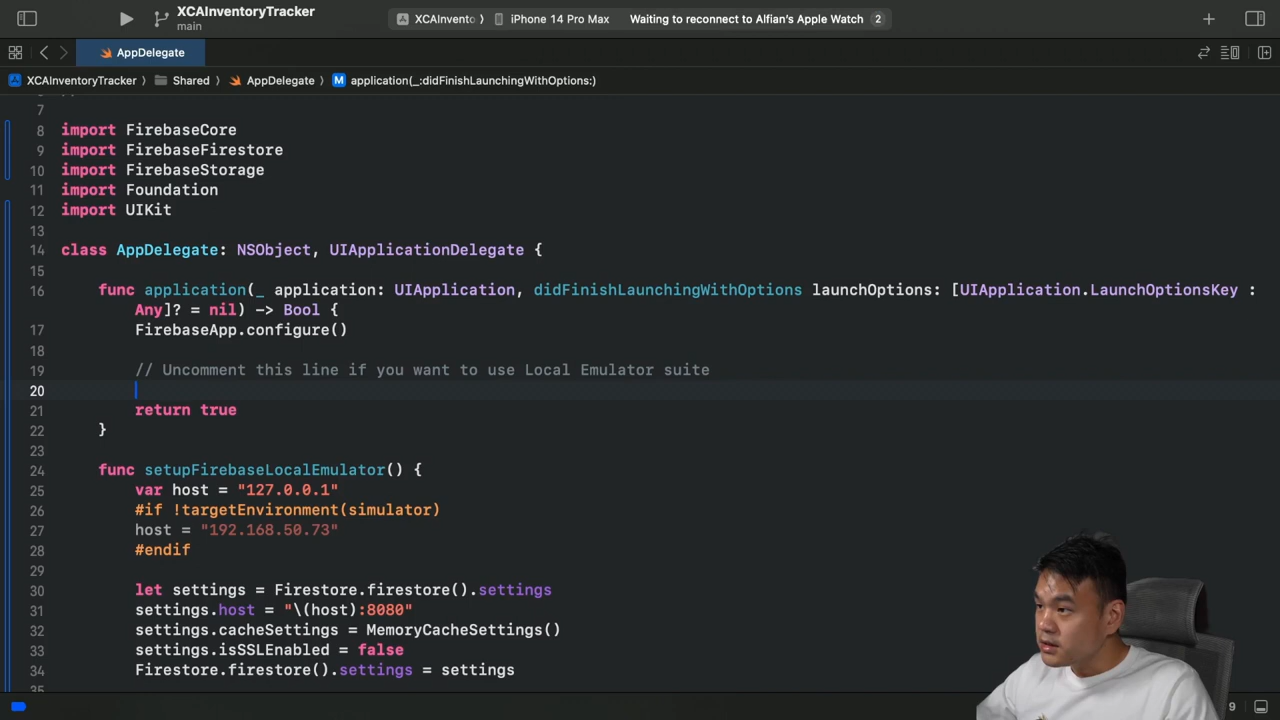 XCAInventoryTracker
main
XCAInvento 〉 iPhone 14 Pro Max Waiting to reconnect to Alfian’s Apple Watch 2
AppDelegate
XCAInventoryTracker 〉 Shared 〉 AppDelegate 〉 M application(_:didFinishLaunchingWithOptions:)
7
8 import FirebaseCore
9 import FirebaseFirestore
10 import FirebaseStorage
11 import Foundation
12 import UIKit
13
14 class AppDelegate: NSObject, UIApplicationDelegate {
15
16 func application(_ application: UIApplication, didFinishLaunchingWithOptions launchOptions: [UIApplication.LaunchOptionsKey :
Any]? = nil) -> Bool {
17 FirebaseApp.configure()
18
19 // Uncomment this line if you want to use Local Emulator suite
20
21 return true
22 }
23
24 func setupFirebaseLocalEmulator() {
25 var host = "127.0.0.1"
26 #if !targetEnvironment(simulator)
27 host = "192.168.50.73"
28 #endif
29
30 let settings = Firestore.firestore().settings
31 settings.host = "\(host):8080"
32 settings.cacheSettings = MemoryCacheSettings()
33 settings.isSSLEnabled = false
34 Firestore.firestore().settings = settings
35